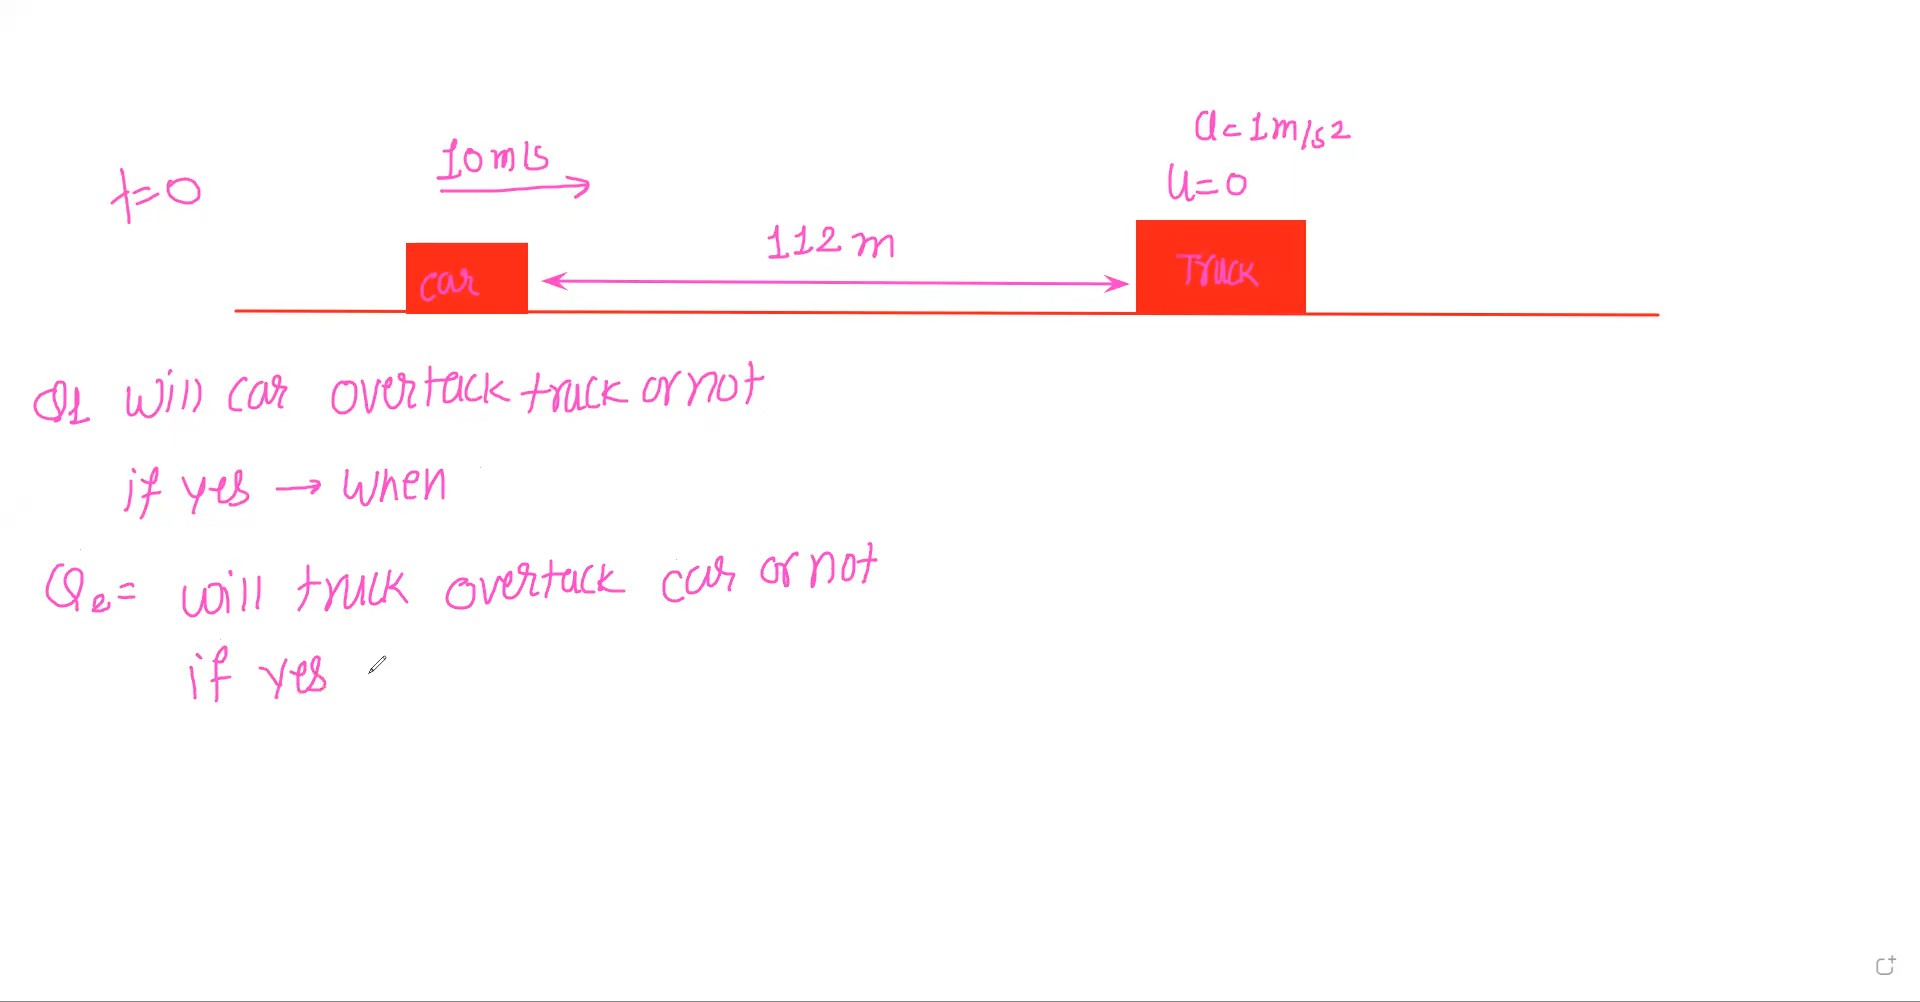 a=1m/s2
10m/s
t=0
u=0
112m
car
Truck
Q1 will car overtack truck or not
if yes → when
Q2= will truck overtack car or not
if yes